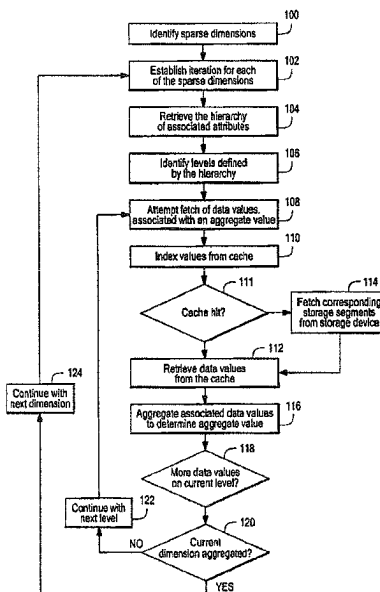 100
Identify sparse dimensions
102
Establish iteration for each
of the sparse dimensions
104
Retrieve the hierarchy
of associated attributes
106
Identify levels defined
by the hierarchy
108
Attempt fetch of data values,
associated with an aggregate value
110
Index values from cache
111
Cache hit?
114
Fetch corresponding
storage segments
from storage device
112
Retrieve data values
from the cache
116
Aggregate associated data values
to determine aggregate value
118
More data values
on current level?
120
Current
dimension aggregated?
NO
YES
122
Continue with
next level
124
Continue with
next dimension